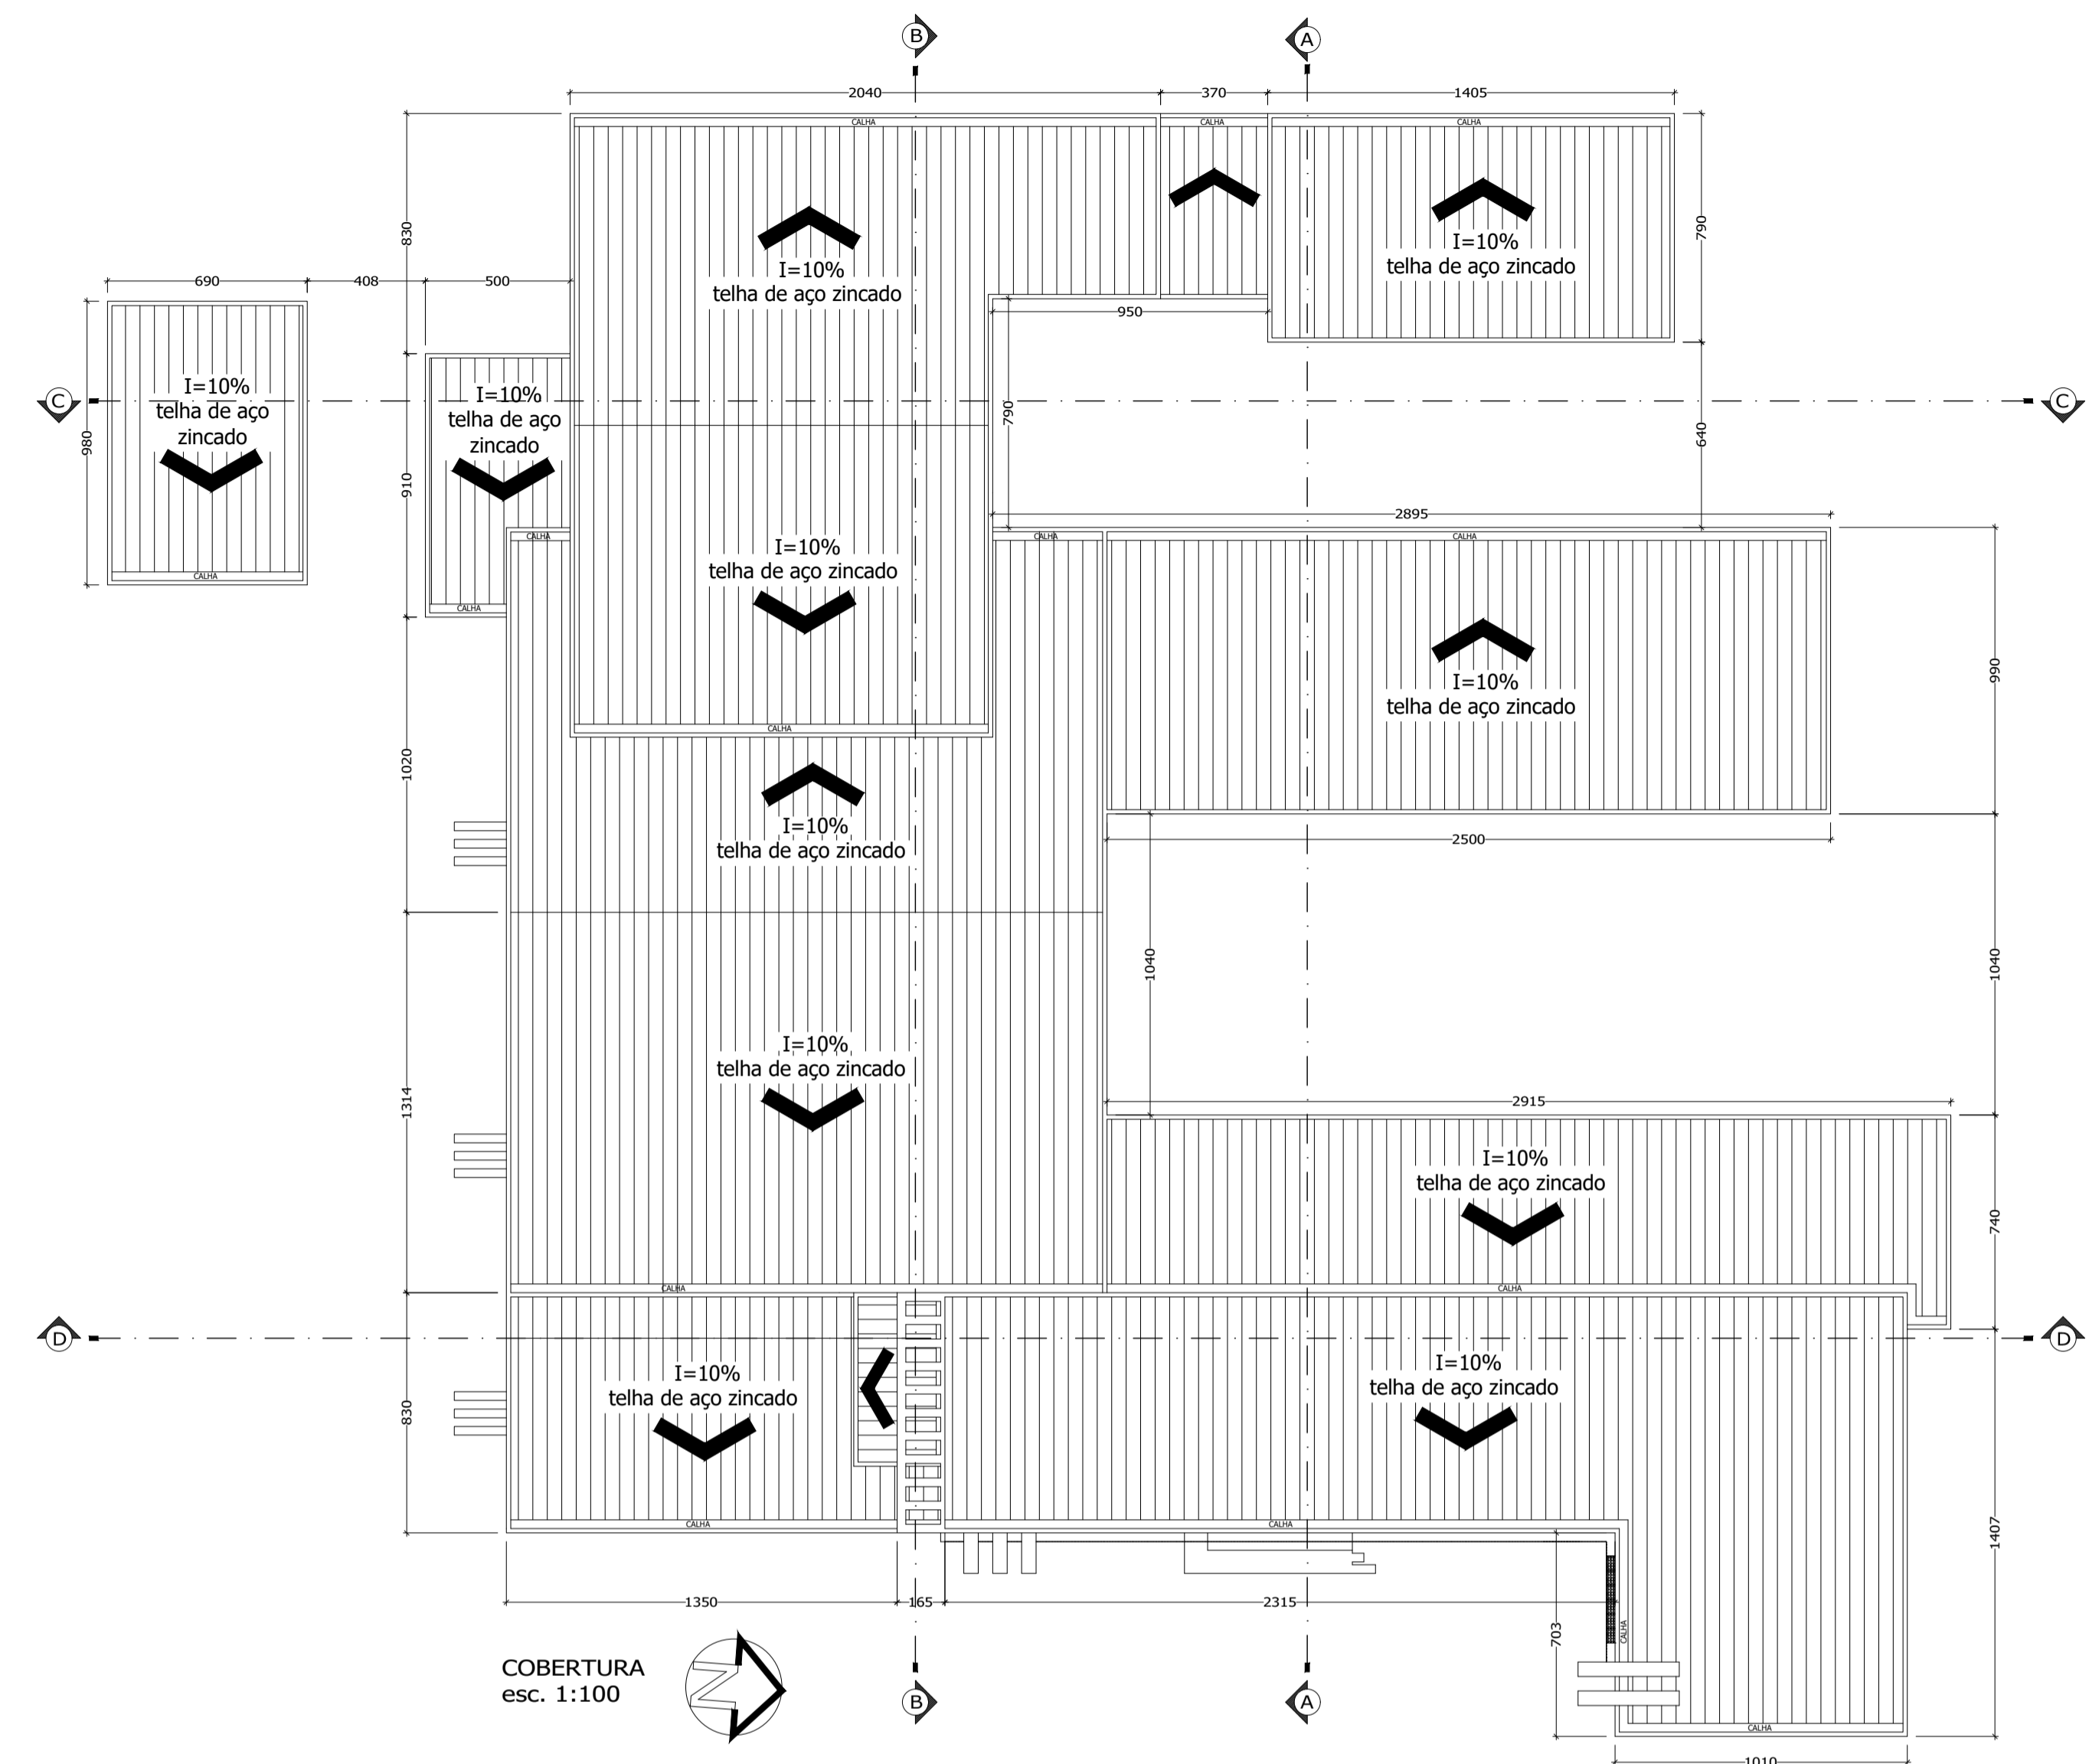 B
A
2040
370
1405
CALHA
CALHA
CALHA
830
790
I=10%
telha de aço zincado
I=10%
telha de aço zincado
690
408
500
950
C
I=10%
telha de aço
zincado
I=10%
telha de aço
zincado
C
980
910
790
640
2895
CALHA
CALHA
CALHA
I=10%
telha de aço zincado
CALHA
CALHA
I=10%
telha de aço zincado
990
CALHA
1020
I=10%
telha de aço zincado
2500
1040
1040
I=10%
telha de aço zincado
1314
2915
I=10%
telha de aço zincado
740
CALHA
CALHA
D
D
I=10%
telha de aço zincado
I=10%
telha de aço zincado
830
CALHA
CALHA
1407
1350
165
2315
703
CALHA
COBERTURA
esc. 1:100
N
B
A
CALHA
1010